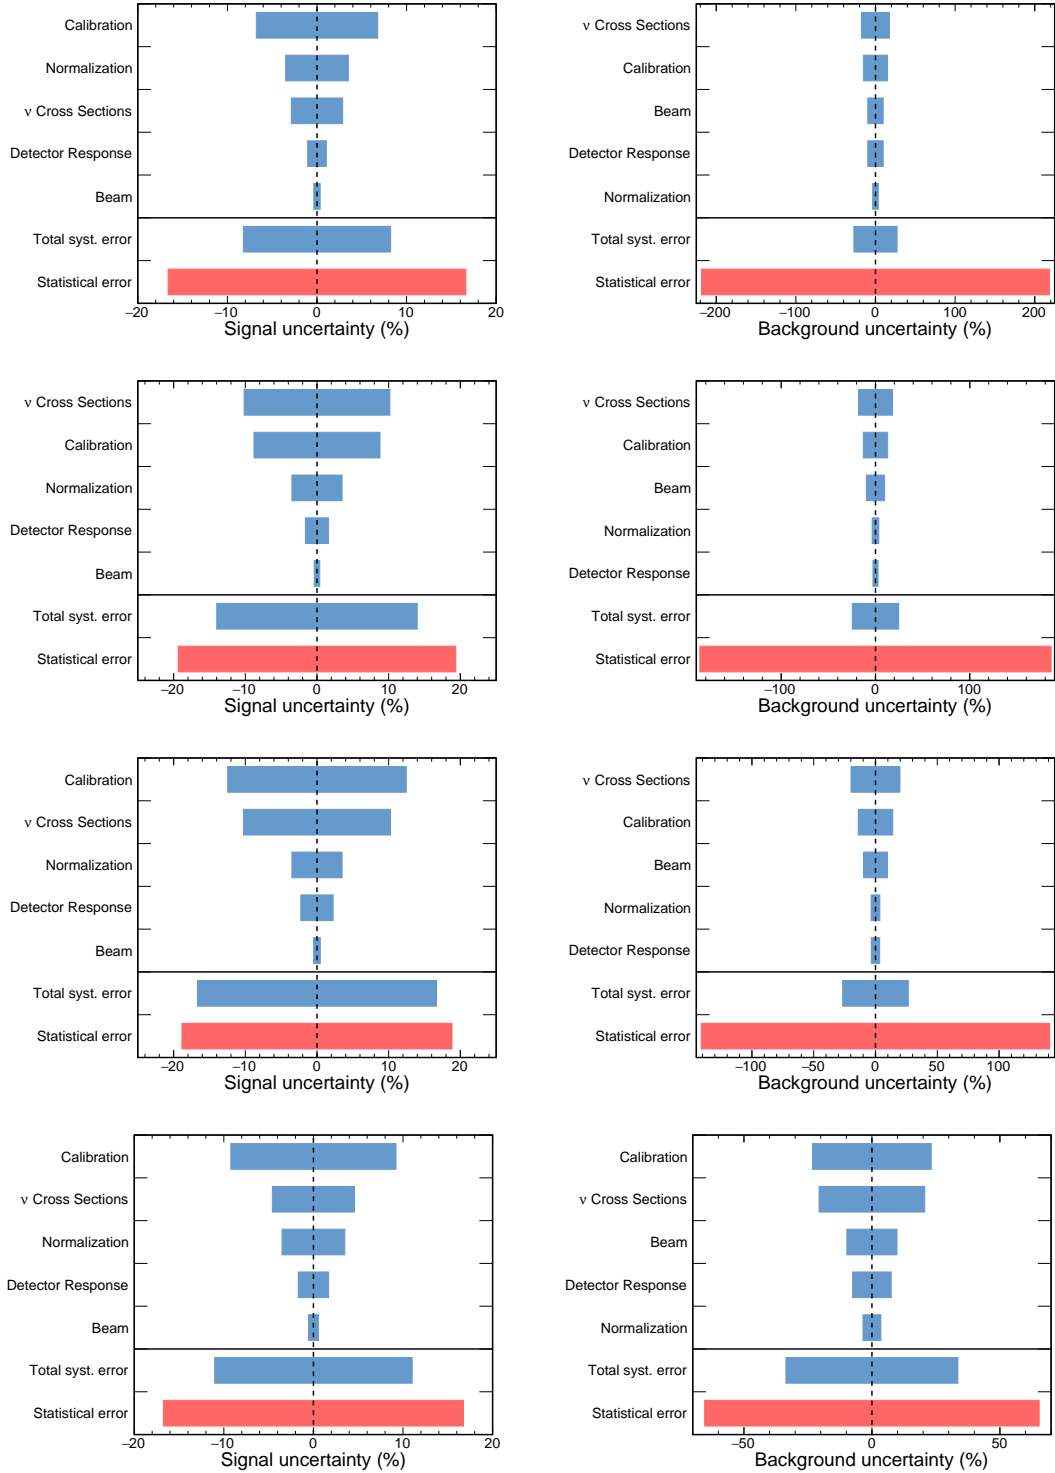 Calibration
Normalization
ν Cross Sections
Detector Response
Beam
Total syst. error
Statistical error
−20 −10 0 10 20
Signal uncertainty (%)
ν Cross Sections
Calibration
Beam
Detector Response
Normalization
Total syst. error
Statistical error
−200 −100 0 100 200
Background uncertainty (%)
ν Cross Sections
Calibration
Normalization
Detector Response
Beam
Total syst. error
Statistical error
−20 −10 0 10 20
Signal uncertainty (%)
ν Cross Sections
Calibration
Beam
Normalization
Detector Response
Total syst. error
Statistical error
−100 0 100
Background uncertainty (%)
Calibration
ν Cross Sections
Normalization
Detector Response
Beam
Total syst. error
Statistical error
−20 −10 0 10 20
Signal uncertainty (%)
ν Cross Sections
Calibration
Beam
Normalization
Detector Response
Total syst. error
Statistical error
−100 −50 0 50 100
Background uncertainty (%)
Calibration
ν Cross Sections
Normalization
Detector Response
Beam
Total syst. error
Statistical error
−20 −10 0 10 20
Signal uncertainty (%)
Calibration
ν Cross Sections
Beam
Detector Response
Normalization
Total syst. error
Statistical error
−50 0 50
Background uncertainty (%)